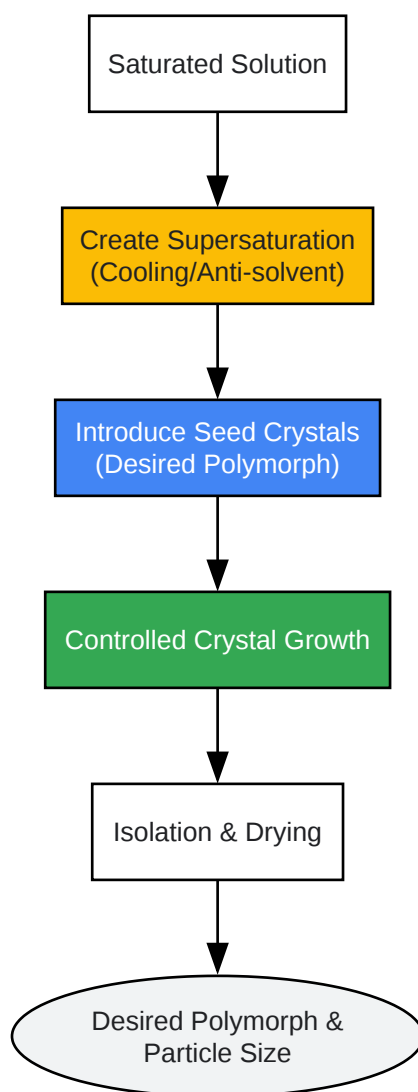 Saturated Solution
Create Supersaturation
(Cooling/Anti-solvent)
Introduce Seed Crystals
(Desired Polymorph)
Controlled Crystal Growth
Isolation & Drying
Desired Polymorph &
Particle Size